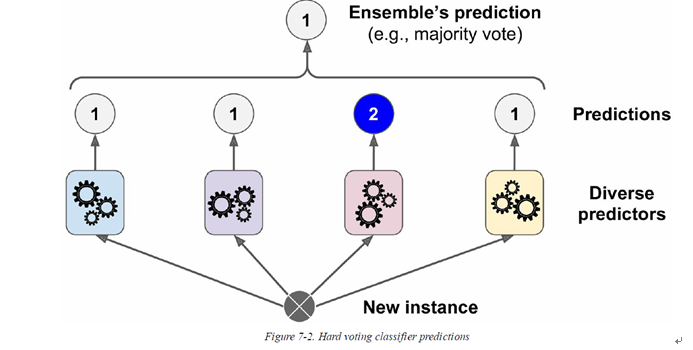 1
Ensemble's prediction
(e.g., majority vote)
1
1
2
1
Predictions
Diverse
predictors
New instance
Figure 7-2. Hard voting classifier predictions